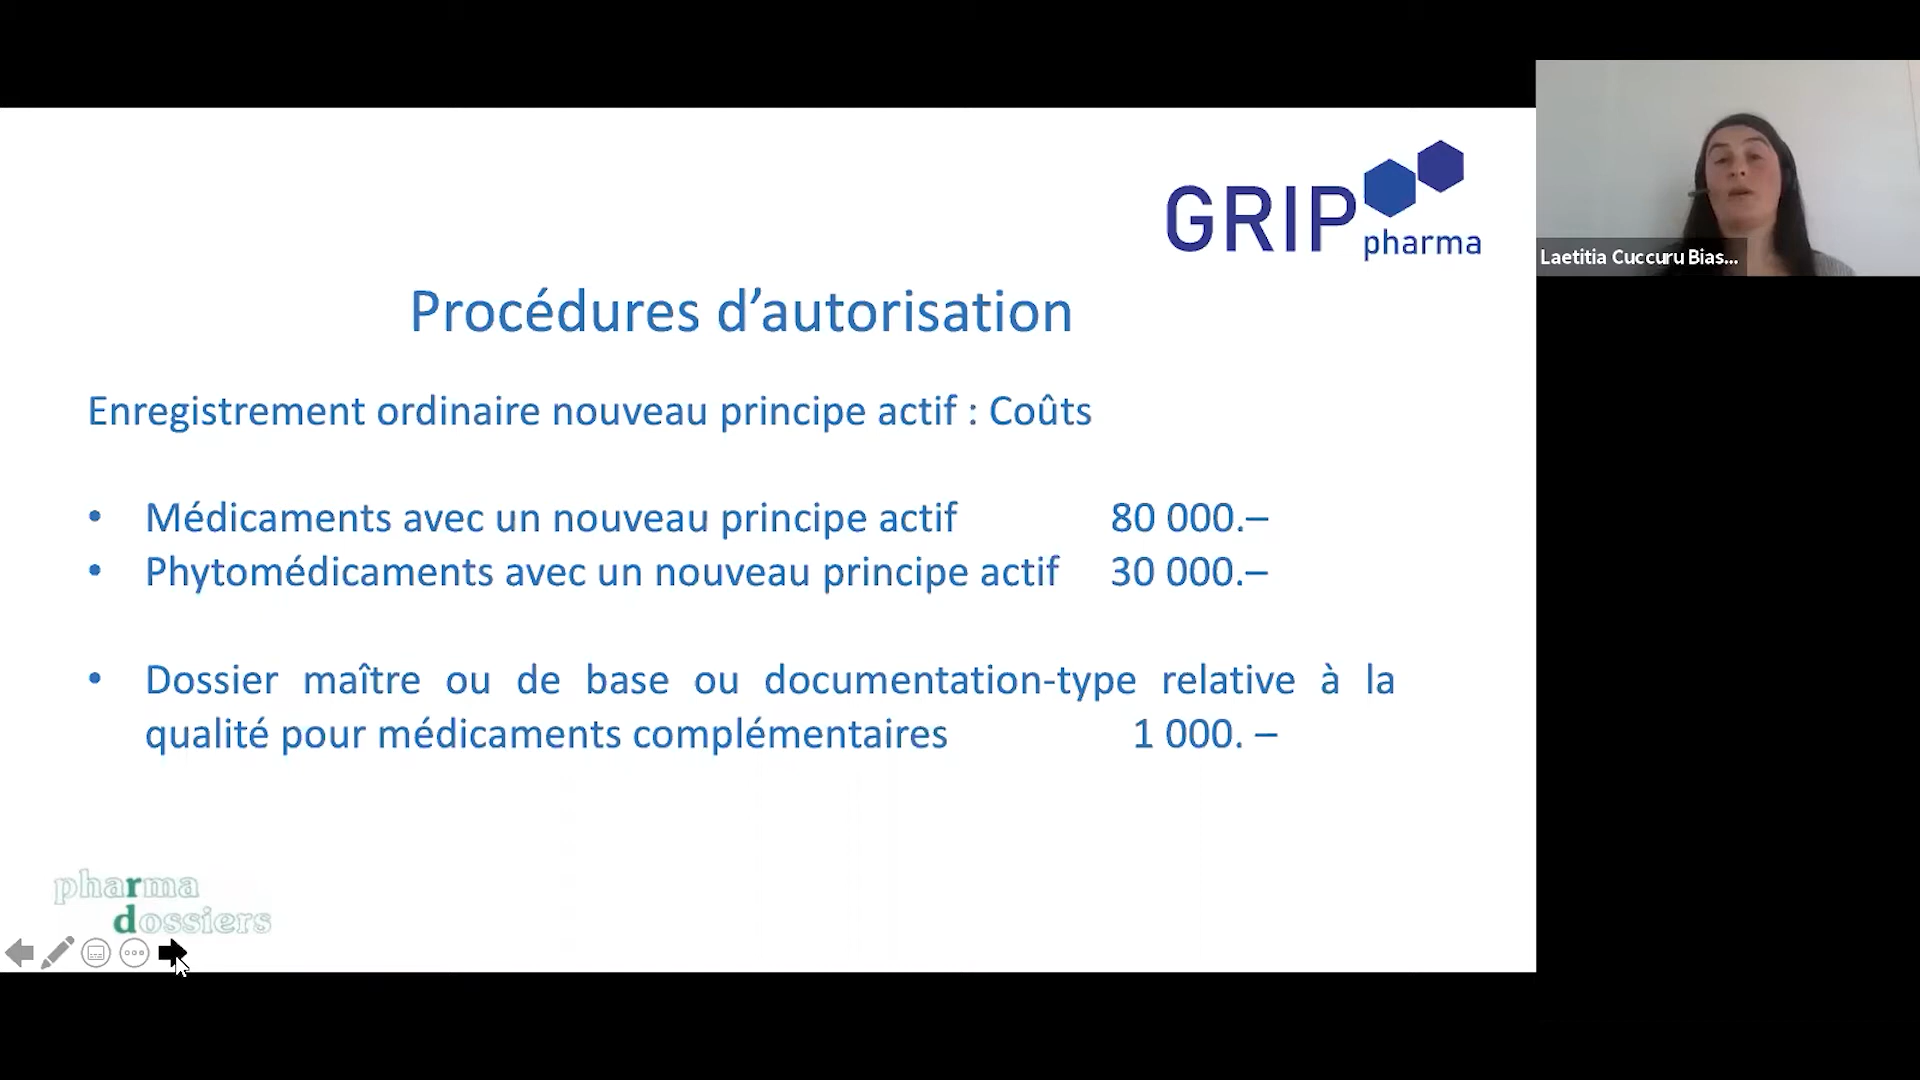 GRIP
pharma
Procédures d’autorisation
Enregistrement ordinaire nouveau principe actif : Coûts
• Médicaments avec un nouveau principe actif 80 000.–
• Phytomédicaments avec un nouveau principe actif 30 000.–
• Dossier maître ou de base ou documentation-type relative à la
qualité pour médicaments complémentaires 1 000. –
pharma
dossiers
Laetitia Cuccuru Bias...